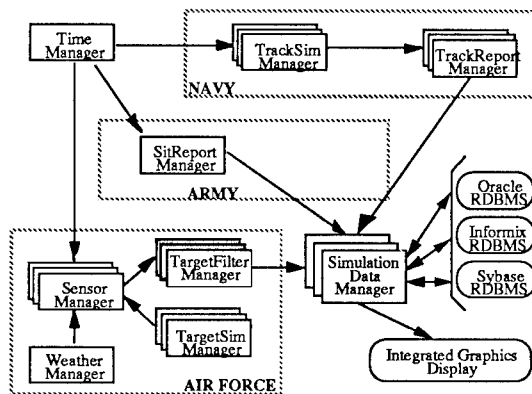 Time
Manager
TrackSim
Manager
TrackReport
Manager
NAVY
SitReport
Manager
ARMY
Oracle
RDBMS
Informix
RDBMS
Sybase
RDBMS
Simulation
Data
Manager
TargetFilter
Manager
Sensor
Manager
TargetSim
Manager
Weather
Manager
AIR FORCE
Integrated Graphics
Display